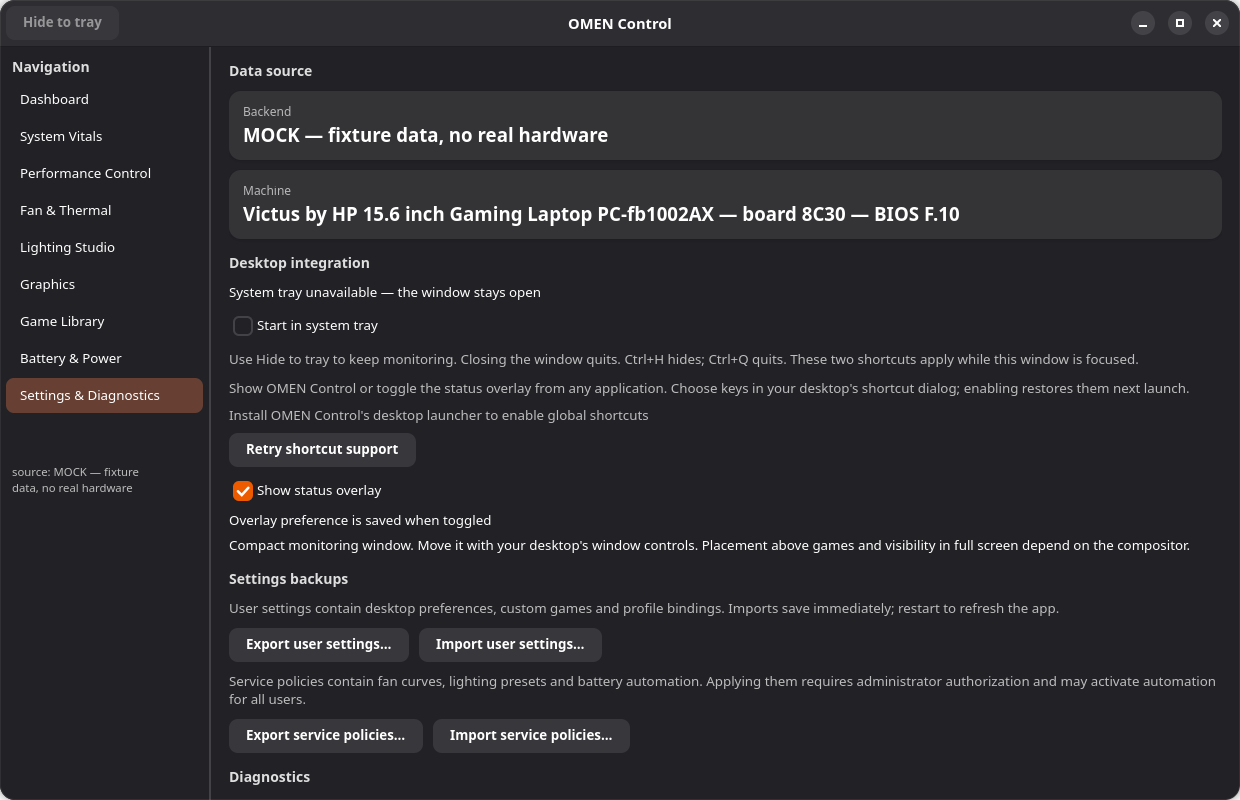 Hide to tray
OMEN Control
Navigation
Dashboard
System Vitals
Performance Control
Fan & Thermal
Lighting Studio
Graphics
Game Library
Battery & Power
Settings & Diagnostics
source: MOCK — fixture
data, no real hardware
Data source
Backend
MOCK — fixture data, no real hardware
Machine
Victus by HP 15.6 inch Gaming Laptop PC-fb1002AX — board 8C30 — BIOS F.10
Desktop integration
System tray unavailable — the window stays open
Start in system tray
Use Hide to tray to keep monitoring. Closing the window quits. Ctrl+H hides; Ctrl+Q quits. These two shortcuts apply while this window is focused.
Show OMEN Control or toggle the status overlay from any application. Choose keys in your desktop's shortcut dialog; enabling restores them next launch.
Install OMEN Control's desktop launcher to enable global shortcuts
Retry shortcut support
Show status overlay
Overlay preference is saved when toggled
Compact monitoring window. Move it with your desktop's window controls. Placement above games and visibility in full screen depend on the compositor.
Settings backups
User settings contain desktop preferences, custom games and profile bindings. Imports save immediately; restart to refresh the app.
Export user settings...
Import user settings...
Service policies contain fan curves, lighting presets and battery automation. Applying them requires administrator authorization and may activate automation
for all users.
Export service policies...
Import service policies...
Diagnostics